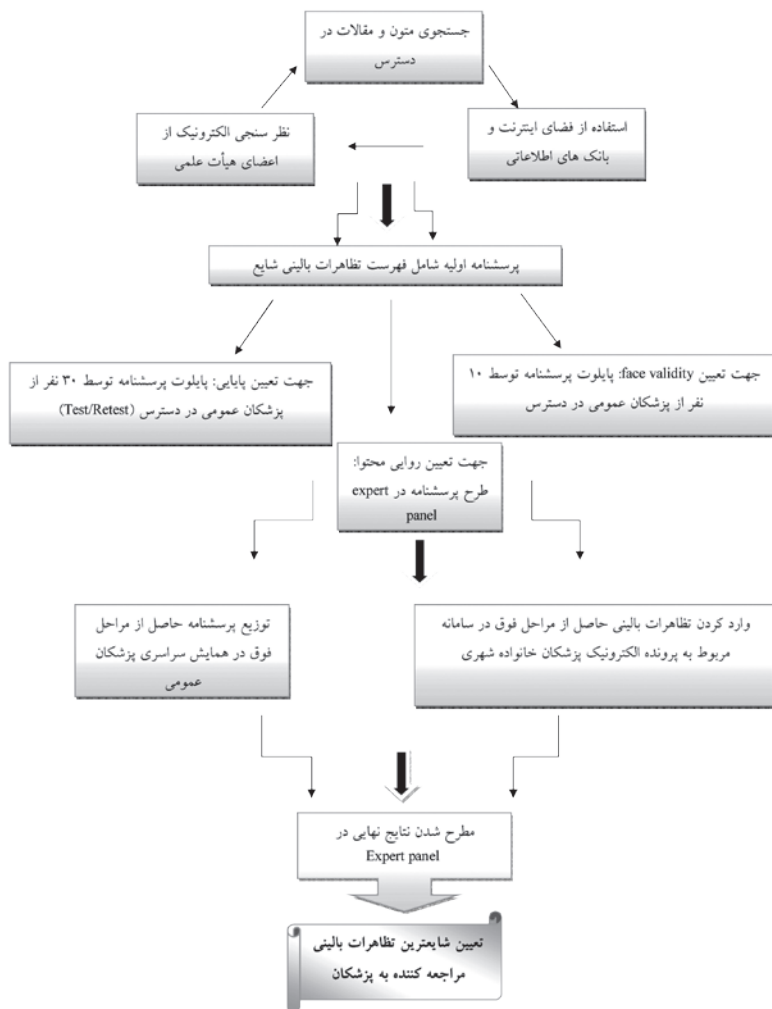 جستجوی متون و مقالات در
دسترس
استفاده از فضای اینترنت و
بانک های اطلاعاتی
نظر سنجی الکترونیک از
اعضای هیأت علمی
پرسشنامه اولیه شامل فهرست تظاهرات بالینی شایع
جهت تعیین face validity: پایلوت پرسشنامه توسط ۱۰
نفر از پزشکان عمومی در دسترس
جهت تعیین پایایی: پایلوت پرسشنامه توسط ۳۰ نفر از
پزشکان عمومی در دسترس (Test/Retest)
جهت تعیین روایی محتوا:
طرح پرسشنامه در expert
panel
وارد کردن تظاهرات بالینی حاصل از مراحل فوق در سامانه
مربوط به پرونده الکترونیک پزشکان خانواده شهری
توزیع پرسشنامه حاصل از مراحل
فوق در همایش سراسری پزشکان
عمومی
مطرح شدن نتایج نهایی در
Expert panel
تعیین شایعترین تظاهرات بالینی
مراجعه کننده به پزشکان